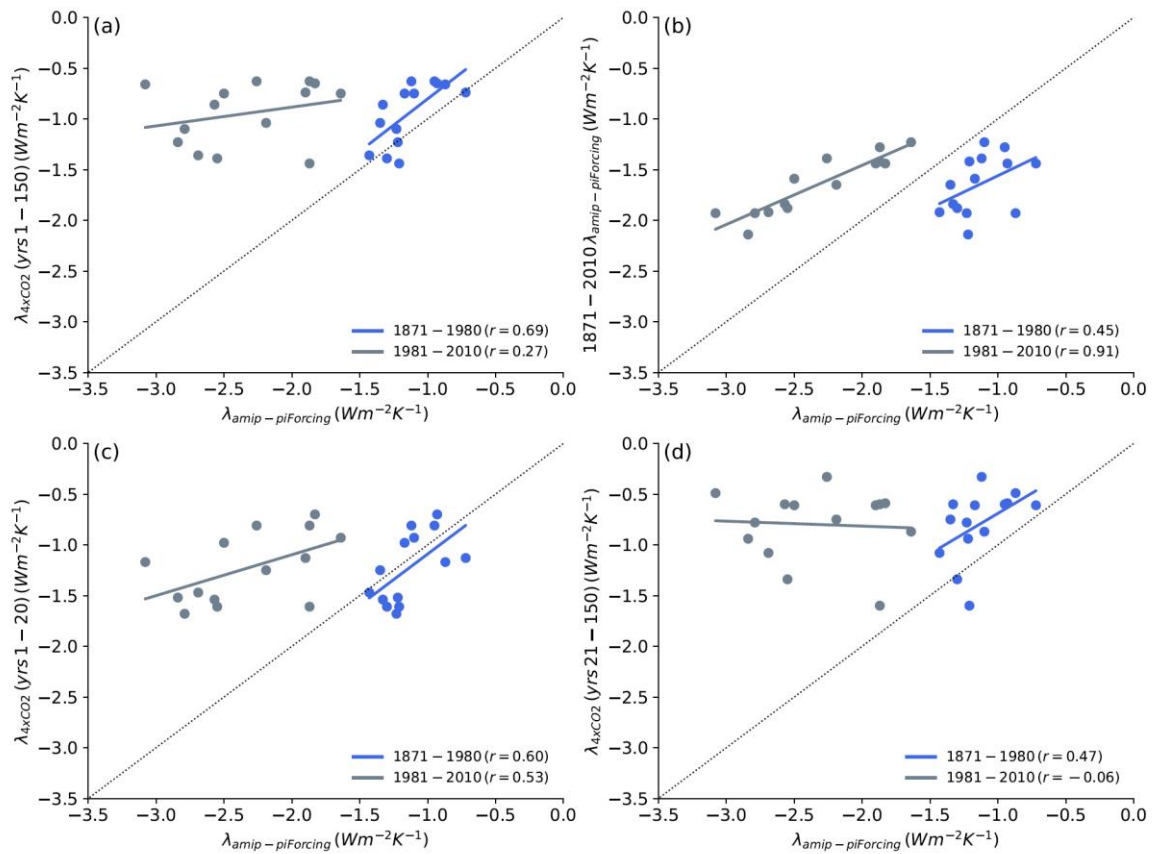 (a)
0.0
−0.5
−1.0
−1.5
−2.0
−2.5
−3.0
−3.5
λ4xCO2 (yrs 1 − 150) (Wm−2K−1)
1871 − 1980 (r = 0.69)
1981 − 2010 (r = 0.27)
−3.5 −3.0 −2.5 −2.0 −1.5 −1.0 −0.5 0.0
λamip−piForcing (Wm−2K−1)
(b)
0.0
−0.5
−1.0
−1.5
−2.0
−2.5
−3.0
−3.5
1871 − 2010 λamip−piForcing (Wm−2K−1)
1871 − 1980 (r = 0.45)
1981 − 2010 (r = 0.91)
−3.5 −3.0 −2.5 −2.0 −1.5 −1.0 −0.5 0.0
λamip−piForcing (Wm−2K−1)
(c)
0.0
−0.5
−1.0
−1.5
−2.0
−2.5
−3.0
−3.5
λ4xCO2 (yrs 1 − 20) (Wm−2K−1)
1871 − 1980 (r = 0.60)
1981 − 2010 (r = 0.53)
−3.5 −3.0 −2.5 −2.0 −1.5 −1.0 −0.5 0.0
λamip−piForcing (Wm−2K−1)
(d)
0.0
−0.5
−1.0
−1.5
−2.0
−2.5
−3.0
−3.5
λ4xCO2 (yrs 21 − 150) (Wm−2K−1)
1871 − 1980 (r = 0.47)
1981 − 2010 (r = −0.06)
−3.5 −3.0 −2.5 −2.0 −1.5 −1.0 −0.5 0.0
λamip−piForcing (Wm−2K−1)